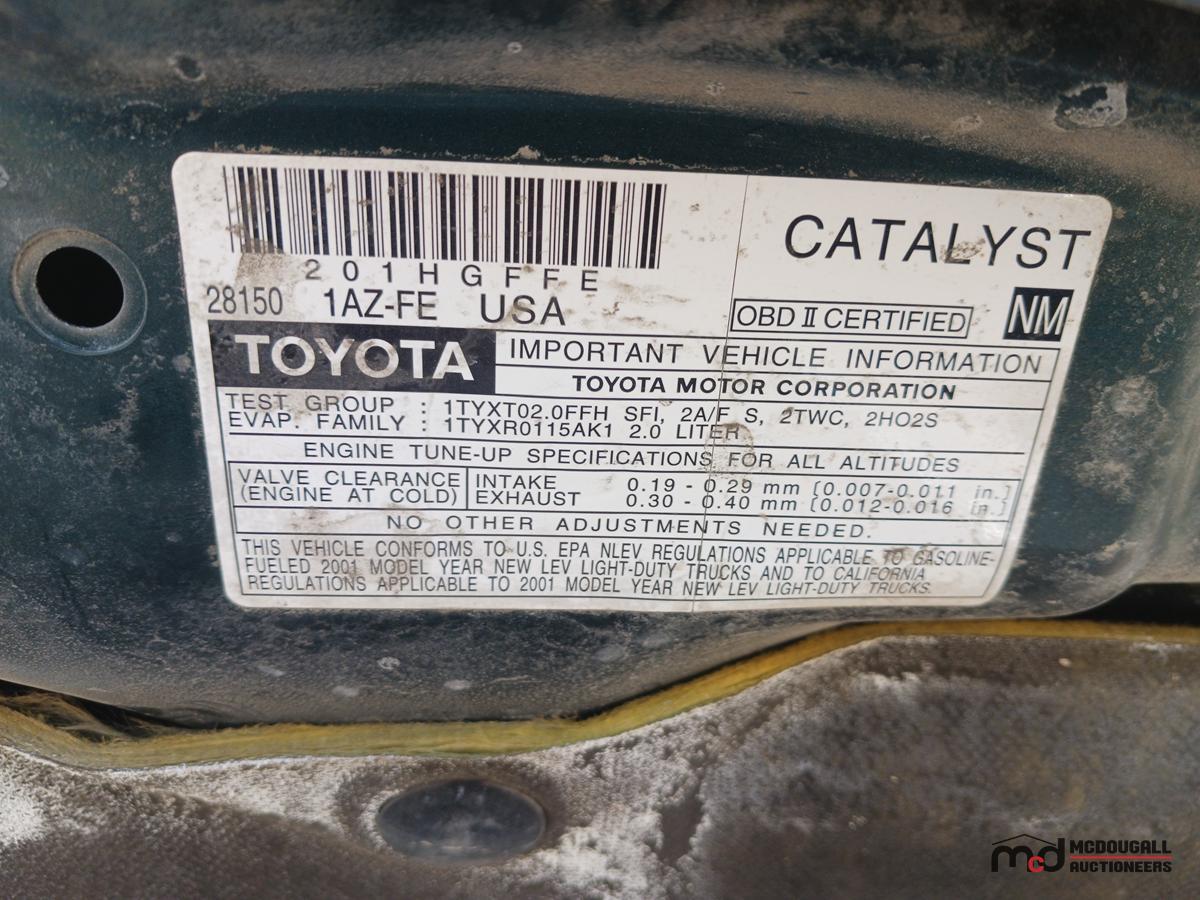 201HGFFE
CATALYST
28150 1AZ-FE USA
OBD II CERTIFIED
NM
TOYOTA
IMPORTANT VEHICLE INFORMATION
TOYOTA MOTOR CORPORATION
TEST GROUP : 1TYXT02.0FFH SFI, 2A/F S, 2TWC, 2HO2S
EVAP. FAMILY : 1TYXR0115AK1 2.0 LITER
ENGINE TUNE-UP SPECIFICATIONS FOR ALL ALTITUDES
VALVE CLEARANCE
(ENGINE AT COLD)
INTAKE 0.19 - 0.29 mm [0.007-0.011 in.]
EXHAUST 0.30 - 0.40 mm [0.012-0.016 in.]
NO OTHER ADJUSTMENTS NEEDED.
THIS VEHICLE CONFORMS TO U.S. EPA NLEV REGULATIONS APPLICABLE TO GASOLINE-
FUELED 2001 MODEL YEAR NEW LEV LIGHT-DUTY TRUCKS AND TO CALIFORNIA
REGULATIONS APPLICABLE TO 2001 MODEL YEAR NEW LEV LIGHT-DUTY TRUCKS.
mcd
MCDOUGALL
AUCTIONEERS